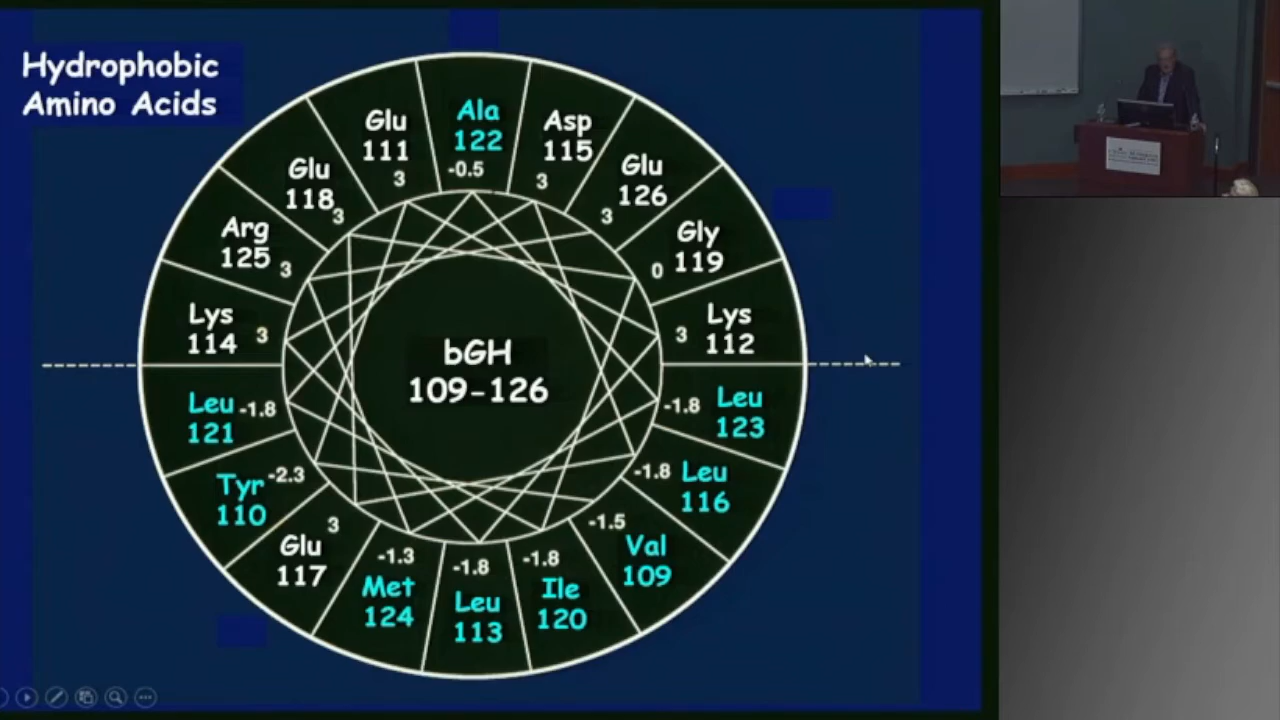 Hydrophobic
Amino Acids
Ala
122
-0.5
Asp
115
3
Glu
126
3
Gly
119
0
Lys
112
3
Leu
123
-1.8
Leu
116
-1.8
Val
109
-1.5
Ile
120
-1.8
Leu
113
-1.8
Met
124
-1.3
Glu
117
3
Tyr
110
-2.3
Leu
121
-1.8
Lys
114
3
Arg
125
3
Glu
118
3
Glu
111
3
bGH
109-126